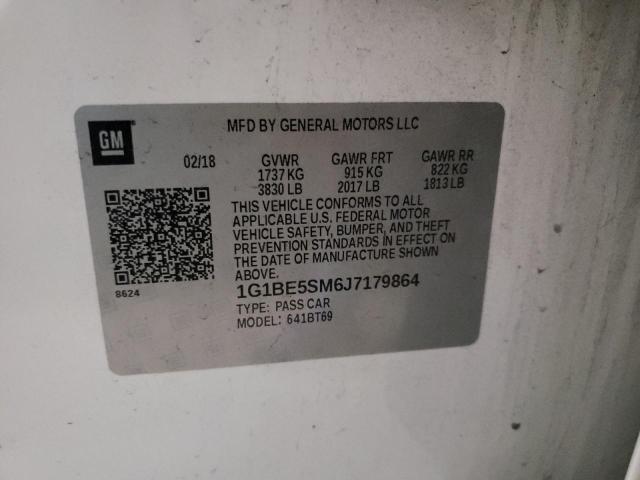 GM
MFD BY GENERAL MOTORS LLC
02/18 GVWR GAWR FRT GAWR RR
1737 KG 915 KG 822 KG
3830 LB 2017 LB 1813 LB
THIS VEHICLE CONFORMS TO ALL
APPLICABLE U.S. FEDERAL MOTOR
VEHICLE SAFETY, BUMPER, AND THEFT
PREVENTION STANDARDS IN EFFECT ON
THE DATE OF MANUFACTURE SHOWN
ABOVE.
8624
1G1BE5SM6J7179864
TYPE: PASS CAR
MODEL: 641BT69